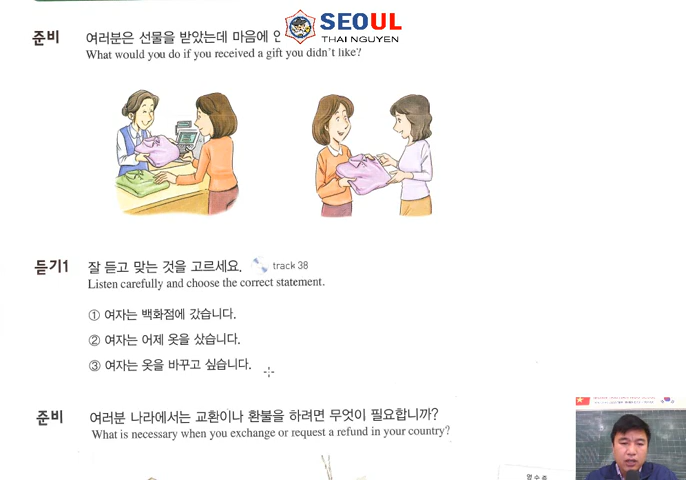 SEOUL
THAI NGUYEN
준비
여러분은 선물을 받았는데 마음에
What would you do if you received a gift you didn't like?
듣기1
잘 듣고 맞는 것을 고르세요.
track 38
Listen carefully and choose the correct statement.
① 여자는 백화점에 갔습니다.
② 여자는 어제 옷을 샀습니다.
③ 여자는 옷을 바꾸고 싶습니다.
준비
여러분 나라에서는 교환이나 환불을 하려면 무엇이 필요합니까?
What is necessary when you exchange or request a refund in your country?
영수증